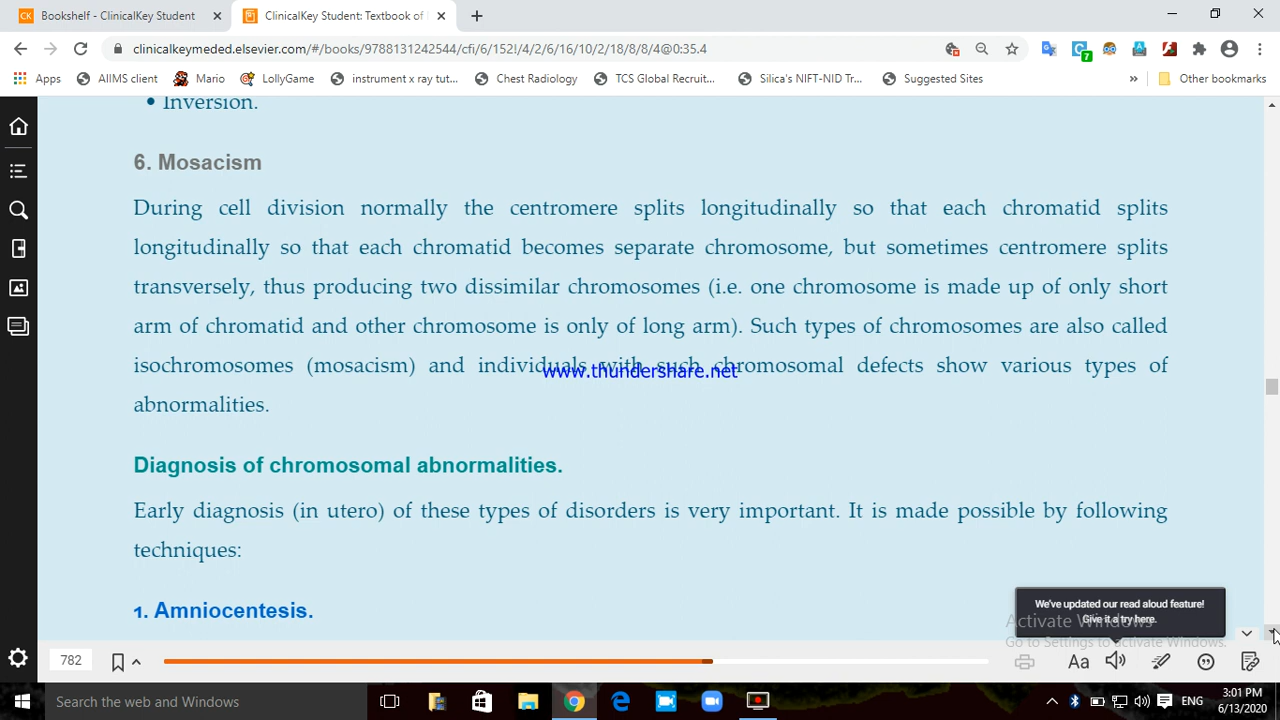 Bookshelf - ClinicalKey Student
ClinicalKey Student: Textbook of
clinicalkeymeded.elsevier.com/#/books/9788131242544/cfi/6/152!/4/2/6/16/10/2/18/8/8/4@0:35.4
7
Apps
AIIMS client
Mario
LollyGame
instrument x ray tut...
Chest Radiology
TCS Global Recruit...
Silica's NIFT-NID Tr...
Suggested Sites
»
Other bookmarks
• Inversion.
6. Mosacism
During cell division normally the centromere splits longitudinally so that each chromatid splits
longitudinally so that each chromatid becomes separate chromosome, but sometimes centromere splits
transversely, thus producing two dissimilar chromosomes (i.e. one chromosome is made up of only short
arm of chromatid and other chromosome is only of long arm). Such types of chromosomes are also called
isochromosomes (mosacism) and individuals with such chromosomal defects show various types of
www.thundershare.net
abnormalities.
Diagnosis of chromosomal abnormalities.
Early diagnosis (in utero) of these types of disorders is very important. It is made possible by following
techniques:
1. Amniocentesis.
We've updated our read aloud feature!
Give it a try here.
Activate Windows
Go to Settings to activate Windows.
782
Aa
Search the web and Windows
ENG
3:01 PM
6/13/2020